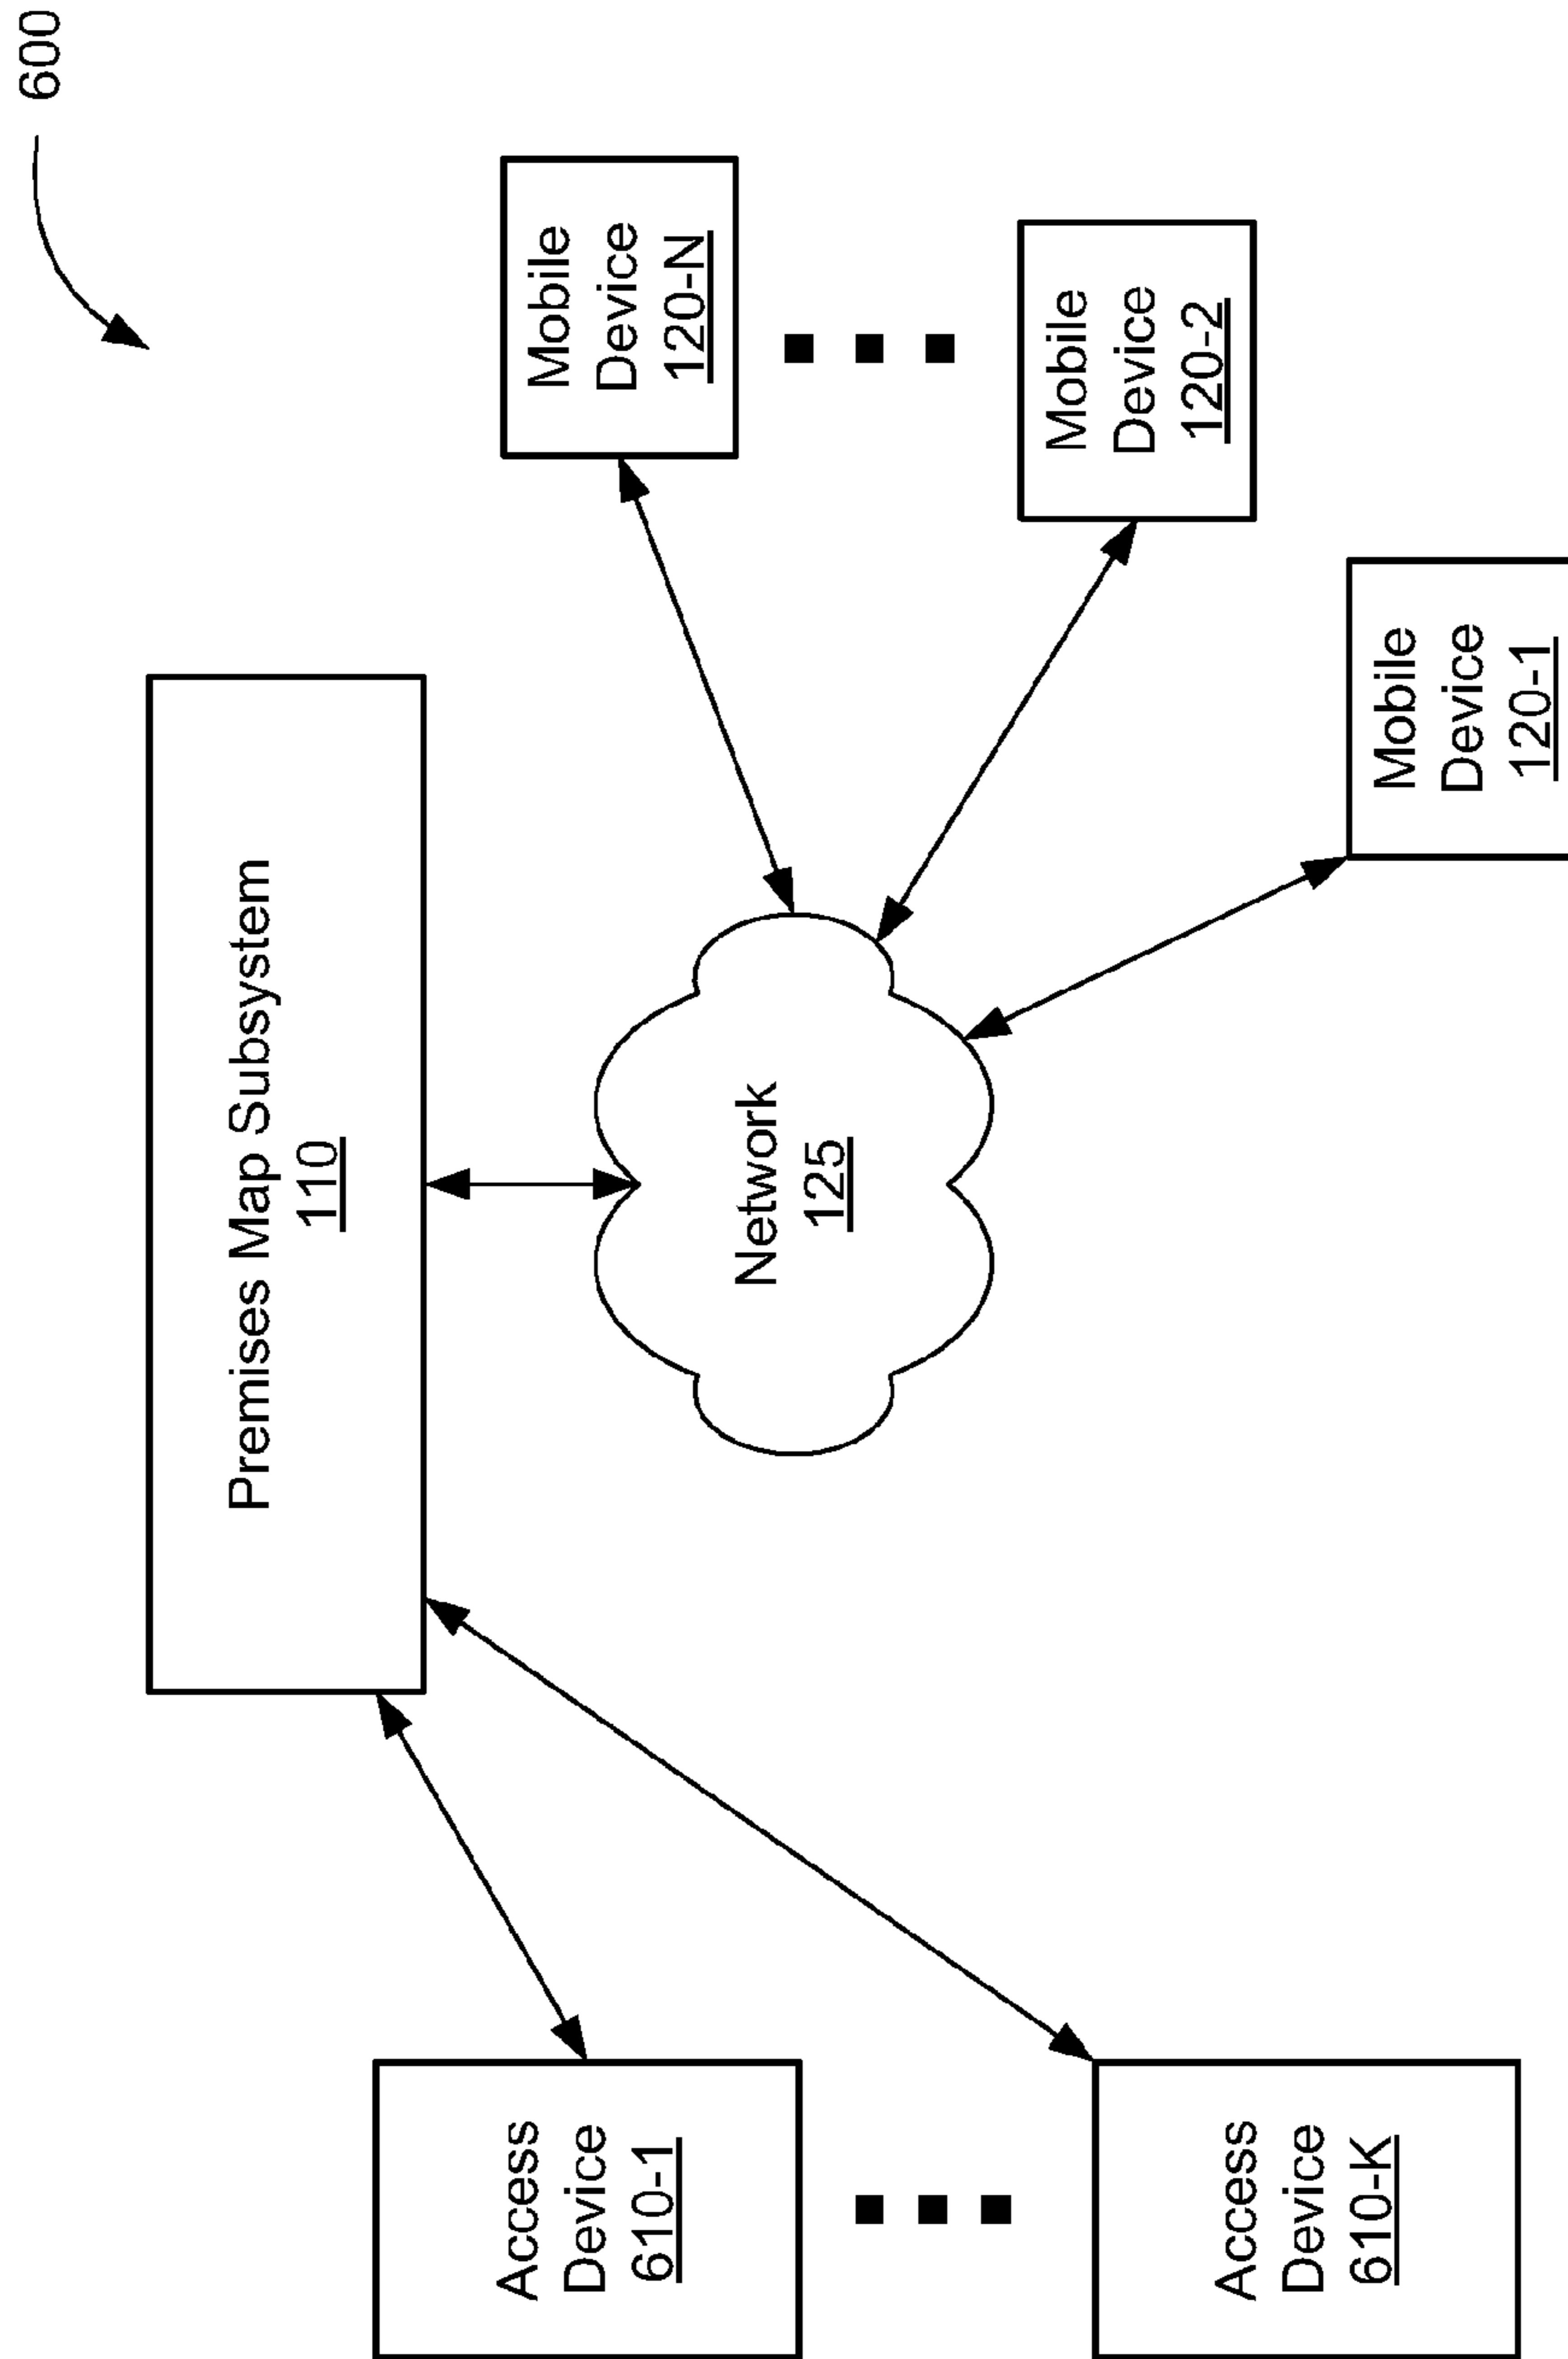 600
Premises Map Subsystem
110
Mobile
Device
120-N
Access
Device
610-1
Network
125
Mobile
Device
120-2
Access
Device
610-K
Mobile
Device
120-1